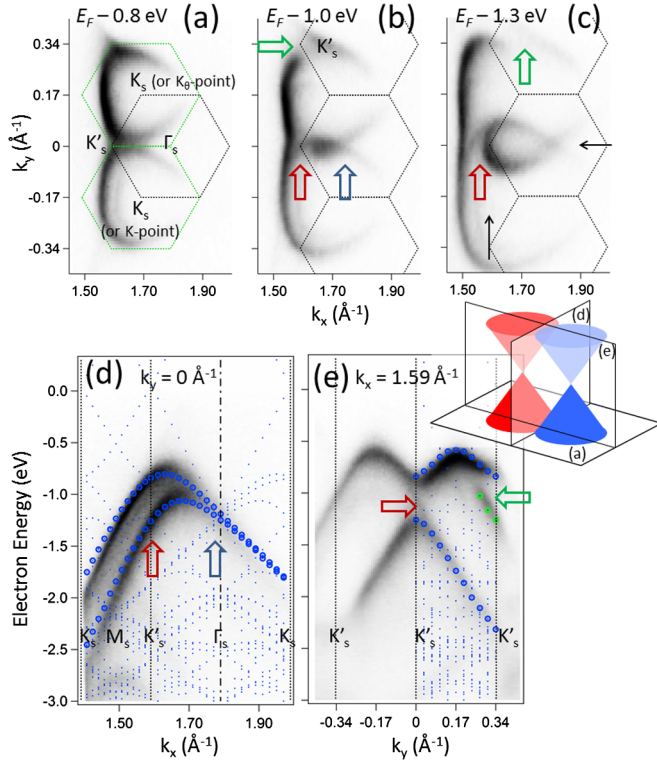 E_F – 0.8 eV
(a)
E_F – 1.0 eV
(b)
E_F – 1.3 eV
(c)
k_y (Å⁻¹)
0.34
0.17
0
-0.17
-0.34
K_s (or K_θ-point)
K'_s
Γ_s
K_s
(or K-point)
K'_s
1.50
1.70
1.90
1.50
1.70
1.90
1.50
1.70
1.90
k_x (Å⁻¹)
(d)
(e)
(a)
(d)
k_y = 0 Å⁻¹
(e)
k_x = 1.59 Å⁻¹
Electron Energy (eV)
0.0
-0.5
-1.0
-1.5
-2.0
-2.5
-3.0
K_s
M_s
K'_s
Γ_s
K_s
K'_s
K'_s
K'_s
1.50
1.70
1.90
k_x (Å⁻¹)
-0.34
-0.17
0
0.17
0.34
k_y (Å⁻¹)